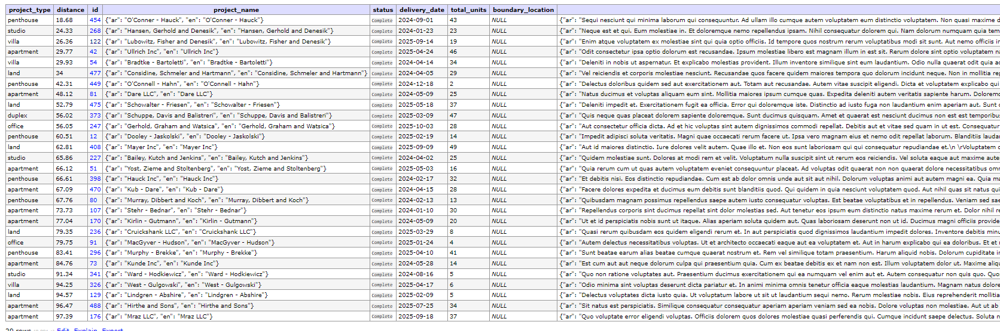 project_type distance id project_name status delivery_date total_units boundary_location
penthouse 18.68 454 {"ar": "O'Conner - Hauck", "en": "O'Conner - Hauck"} Complete 2024-09-01 43 NULL {"ar": "Sequi nesciunt qui minima laborum qui consequuntur. Ad ullam illo cumque autem voluptatem eum distinctio voluptatem. Non quasi maxime d
studio 24.33 268 {"ar": "Hansen, Gerhold and Denesik", "en": "Hansen, Gerhold and Denesik"} Complete 2024-01-23 23 NULL {"ar": "Neque est et qui. Eum molestiae in. Et doloremque nemo repellendus ipsam. Nihil consequatur dolorem qui. Nam dolorum numquam quia tem
villa 26.36 122 {"ar": "Lubowitz, Fisher and Denesik", "en": "Lubowitz, Fisher and Denesik"} Complete 2025-09-14 19 NULL {"ar": "Enim atque voluptatem ex molestiae sint qui quia optio officiis. Id tempore quos nostrum rerum voluptatibus modi sit sunt. Aut nemo officiis in
apartment 29.77 42 {"ar": "Ullrich Inc", "en": "Ullrich Inc"} Complete 2025-04-24 46 NULL {"ar": "Odit consectetur ipsa optio dolorum est recusandae. Ipsum molestiae libero est magnam illum in est sit. Rerum dolore sint optio voluptatem n
villa 29.93 54 {"ar": "Bradtke - Bartoletti", "en": "Bradtke - Bartoletti"} Complete 2024-04-14 34 NULL {"ar": "Deleniti in nobis ut aspernatur. Et explicabo molestias provident. Illum inventore similique sint eum laudantium. Odio nulla quaerat odit quia ac
land 34 477 {"ar": "Considine, Schmeler and Hartmann", "en": "Considine, Schmeler and Hartmann"} Complete 2024-04-05 29 NULL {"ar": "Vel reiciendis et corporis molestiae nesciunt. Recusandae quos facere quidem maiores tempora quo dolorum incidunt neque. Non in mollitia re
penthouse 42.31 449 {"ar": "O'Connell - Hahn", "en": "O'Connell - Hahn"} Complete 2024-12-18 2 NULL {"ar": "Delectus doloribus quidem sed aut exercitationem aut. Totam aut recusandae. Autem vitae suscipit eligendi. Dicta et voluptatem explicabo qui
apartment 48.12 81 {"ar": "Dare LLC", "en": "Dare LLC"} Complete 2024-05-09 25 NULL {"ar": "Natus ducimus et voluptas aliquam eum sint. Mollitia maiores ipsum cumque quas. Expedita deleniti autem veritatis sapiente harum. Dolorem
land 52.79 475 {"ar": "Schowalter - Friesen", "en": "Schowalter - Friesen"} Complete 2025-05-18 37 NULL {"ar": "Deleniti impedit et. Exercitationem fugit ea officia. Error qui doloremque iste. Distinctio ad iusto fuga non laudantium enim aperiam aut. Sunt
duplex 56.02 373 {"ar": "Schuppe, Davis and Balistreri", "en": "Schuppe, Davis and Balistreri"} Complete 2025-03-09 47 NULL {"ar": "Quis neque quas placeat dolorem sapiente doloremque. Sunt ducimus quisquam. Amet et quaerat est nesciunt ducimus non est est temporibus
office 56.05 247 {"ar": "Gerhold, Graham and Watsica", "en": "Gerhold, Graham and Watsica"} Complete 2025-10-03 28 NULL {"ar": "Aut consectetur officia dicta. Ad et hic voluptas sint autem dignissimos commodi repellat. Debitis aut et vitae sed quam in ut est. Consequatur
penthouse 60.51 12 {"ar": "Dooley - Jaskolski", "en": "Dooley - Jaskolski"} Complete 2025-02-19 14 NULL {"ar": "Impedit adipisci soluta veritatis. Magni quae occaecati rerum facere ut. Ipsa vero magnam eius et nemo odit repellat laborum. Blanditiis lauda
land 62.81 408 {"ar": "Mayer Inc", "en": "Mayer Inc"} Complete 2025-09-09 49 NULL {"ar": "Aut id maiores distinctio. Iure dolores velit autem. Quae illo et. Non eos sunt laboriosam qui qui consequatur repudiandae et.\n \rVoluptatem
studio 65.86 227 {"ar": "Bailey, Kutch and Jenkins", "en": "Bailey, Kutch and Jenkins"} Complete 2024-04-02 25 NULL {"ar": "Quidem molestiae sunt. Dolores at modi rem et velit. Voluptatum nulla suscipit sint ut rerum eos reiciendis. Vel soluta eaque aut maxime aute
apartment 66.12 51 {"ar": "Yost, Zieme and Stoltenberg", "en": "Yost, Zieme and Stoltenberg"} Complete 2025-05-03 16 NULL {"ar": "Quia rerum cum ut quas autem voluptatem eveniet consequuntur placeat. Ad voluptas odit quaerat non non quaerat dolore necessitatibus om
penthouse 66.61 398 {"ar": "Hauck Inc", "en": "Hauck Inc"} Complete 2024-02-17 32 NULL {"ar": "Et debitis nisi. Eos distinctio repudiandae. Cum est ab dolor omnis unde aut sit aut nihil. Dolorum voluptas animi aut autem magni ea. Quia ma
apartment 67.09 470 {"ar": "Kub - Dare", "en": "Kub - Dare"} Complete 2024-04-15 28 NULL {"ar": "Facere dolores expedita et ducimus eum debitis sunt blanditiis quod. Qui quidem in quia nesciunt voluptatem quod. Aut nihil quas sit natus qui
penthouse 67.76 80 {"ar": "Murray, Dibbert and Koch", "en": "Murray, Dibbert and Koch"} Complete 2024-02-13 13 NULL {"ar": "Quibusdam magnam possimus repellendus saepe autem iusto consequatur voluptas. Est beatae voluptatibus et in repellendis. Veniam sed sae
apartment 73.73 107 {"ar": "Stehr - Bednar", "en": "Stehr - Bednar"} Complete 2024-01-10 30 NULL {"ar": "Repellendus corporis sint ducimus repellat sint dolor molestias sed. Aut tenetur eos ipsum eum distinctio natus maxime rerum et. Dolor nihil
apartment 77.04 170 {"ar": "Kirlin - Gutmann", "en": "Kirlin - Gutmann"} Complete 2024-05-09 20 NULL {"ar": "Ut et id perspiciatis nobis sunt ut itaque. Alias aperiam soluta quidem aut. Quas laboriosam deserunt non ut id. Ducimus magni officiis provide
land 79.35 236 {"ar": "Cruickshank LLC", "en": "Cruickshank LLC"} Complete 2025-03-29 8 NULL {"ar": "Quasi rerum quibusdam eos quidem eligendi rerum et. In aut perspiciatis quod dignissimos laudantium impedit dolores. Inventore debitis minu
office 79.75 91 {"ar": "MacGyver - Hudson", "en": "MacGyver - Hudson"} Complete 2025-01-24 4 NULL {"ar": "Autem delectus necessitatibus voluptas. Ut et architecto occaecati eaque aut ea voluptatem et. Aut in harum explicabo qui ea doloribus. Et et
penthouse 83.41 296 {"ar": "Murphy - Brekke", "en": "Murphy - Brekke"} Complete 2025-04-10 41 NULL {"ar": "Sunt beatae earum alias beatae cumque quaerat nostrum et. Rem vel similique totam praesentium. Harum aliquid nobis. Dolorum cupiditate i
apartment 84.76 73 {"ar": "Kunde Inc", "en": "Kunde Inc"} Complete 2024-05-28 14 NULL {"ar": "Est cum aut aut neque dolorum culpa qui praesentium quia. Cum ex beatae debitis ex et nam non est. Illum voluptatem dolor ut. Maxime aliqu
studio 91.34 341 {"ar": "Ward - Hodkiewicz", "en": "Ward - Hodkiewicz"} Complete 2024-08-16 5 NULL {"ar": "Quo non ratione voluptates aut. Praesentium ducimus exercitationem qui ea numquam vel enim aut et. Autem consequatur non quis quo. Quo
villa 94.25 326 {"ar": "West - Gulgowski", "en": "West - Gulgowski"} Complete 2025-04-17 6 NULL {"ar": "Odio minima sint voluptas deserunt dicta pariatur et. In animi minima omnis tenetur officia eaque molestias laudantium. Magnam natus dolore
land 94.57 129 {"ar": "Lindgren - Abshire", "en": "Lindgren - Abshire"} Complete 2025-02-09 5 NULL {"ar": "Delectus voluptates dicta iusto quia. Ut voluptatum labore ut sit ut laudantium sequi nemo. Rerum molestiae nobis. Eius reprehenderit mollitia
apartment 96.47 488 {"ar": "Hirthe and Sons", "en": "Hirthe and Sons"} Complete 2025-07-25 34 NULL {"ar": "Sit natus est perspiciatis. Similique consequatur consequatur aperiam aperiam veniam sed ea nobis. Dolore voluptas non molestiae. Aut ut ab
apartment 97.39 176 {"ar": "Mraz LLC", "en": "Mraz LLC"} Complete 2025-09-18 37 NULL {"ar": "Quo voluptate error eligendi voluptas. Officiis dolorem quos dolores molestiae quasi perferendis qui. Cumque incidunt saepe delectus. Soluta n
29 rows Edit, Explain, Export